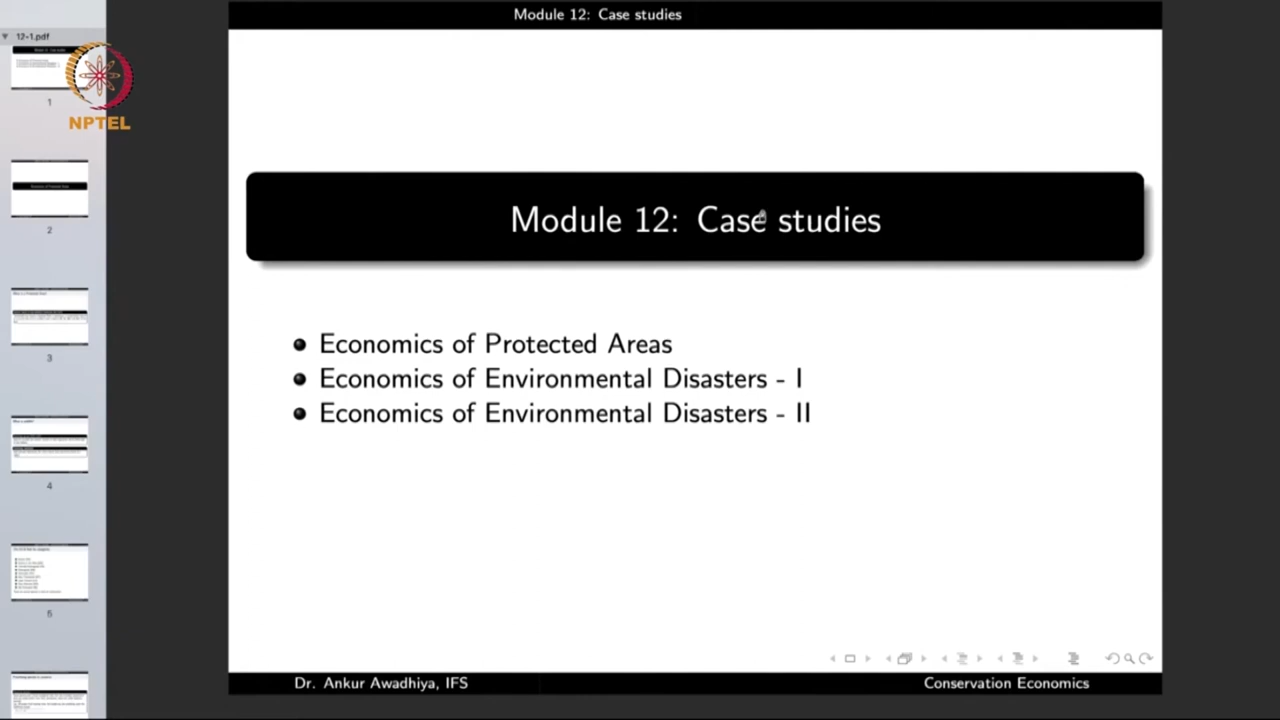 Module 12: Case studies
12-1.pdf
NPTEL
1
2
3
4
5
Module 12: Case studies
Economics of Protected Areas
Economics of Environmental Disasters - I
Economics of Environmental Disasters - II
Dr. Ankur Awadhiya, IFS
Conservation Economics